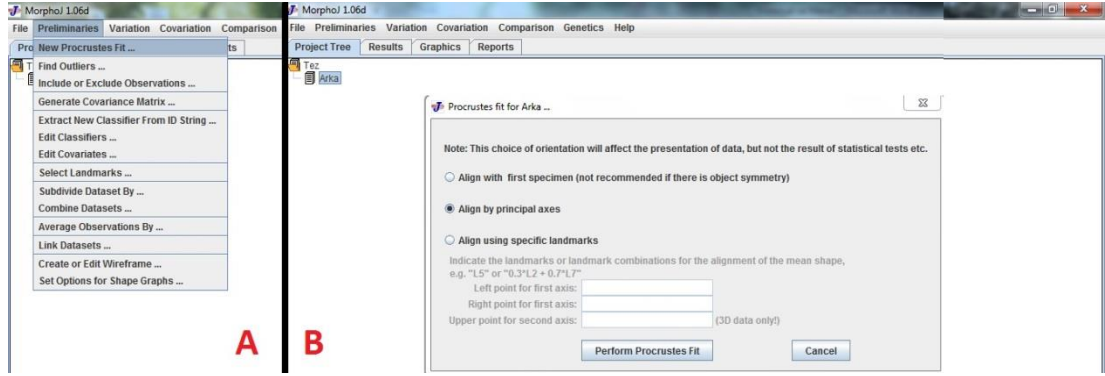 MorphoJ 1.06d
File Preliminaries Variation Covariation Comparison
Pro
ts
New Procrustes Fit ...
Find Outliers ...
Include or Exclude Observations ...
Generate Covariance Matrix ...
Extract New Classifier From ID String ...
Edit Classifiers ...
Edit Covariates ...
Select Landmarks ...
Subdivide Dataset By ...
Combine Datasets ...
Average Observations By ...
Link Datasets ...
Create or Edit Wireframe ...
Set Options for Shape Graphs ...
A
MorphoJ 1.06d
File Preliminaries Variation Covariation Comparison Genetics Help
Project Tree Results Graphics Reports
Tez
Arka
Procrustes fit for Arka ...
Note: This choice of orientation will affect the presentation of data, but not the result of statistical tests etc.
Align with first specimen (not recommended if there is object symmetry)
Align by principal axes
Align using specific landmarks
Indicate the landmarks or landmark combinations for the alignment of the mean shape,
e.g. "L5" or "0.3*L2 + 0.7*L7"
Left point for first axis:
Right point for first axis:
Upper point for second axis: (3D data only!)
Perform Procrustes Fit Cancel
B